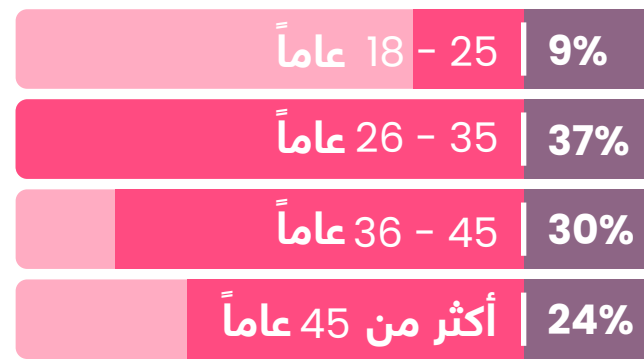 18 - 25 عاماً 9%
26 - 35 عاماً 37%
36 - 45 عاماً 30%
أكثر من 45 عاماً 24%